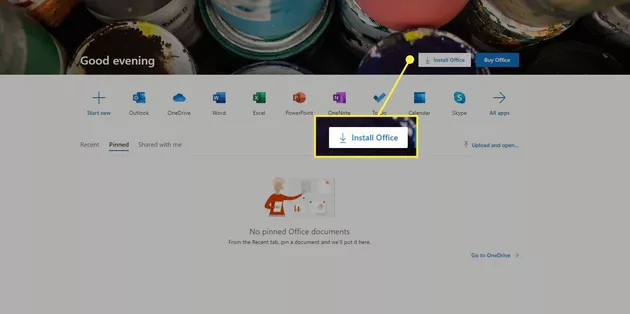 Good evening
Install Office
Buy Office
Start new
Outlook
OneDrive
Word
Excel
PowerPoint
OneNote
To Do
Calendar
Skype
All apps
Install Office
Recent
Pinned
Shared with me
Upload and open...
No pinned Office documents
From the Recent tab, pin a document and we'll put it here.
Go to OneDrive